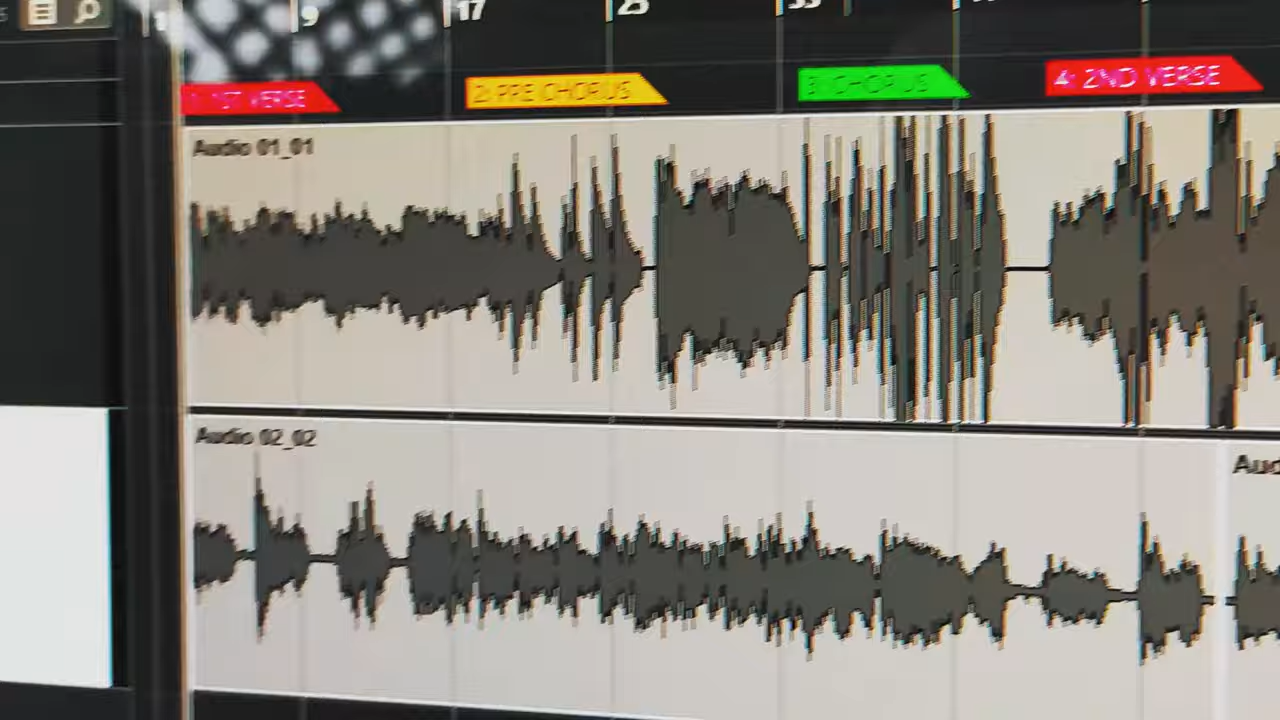 9 17 25 33
1: 1ST VERSE 2: PRE CHORUS 3: CHORUS 4: 2ND VERSE
Audio 01_01
Audio 02_02
Aud